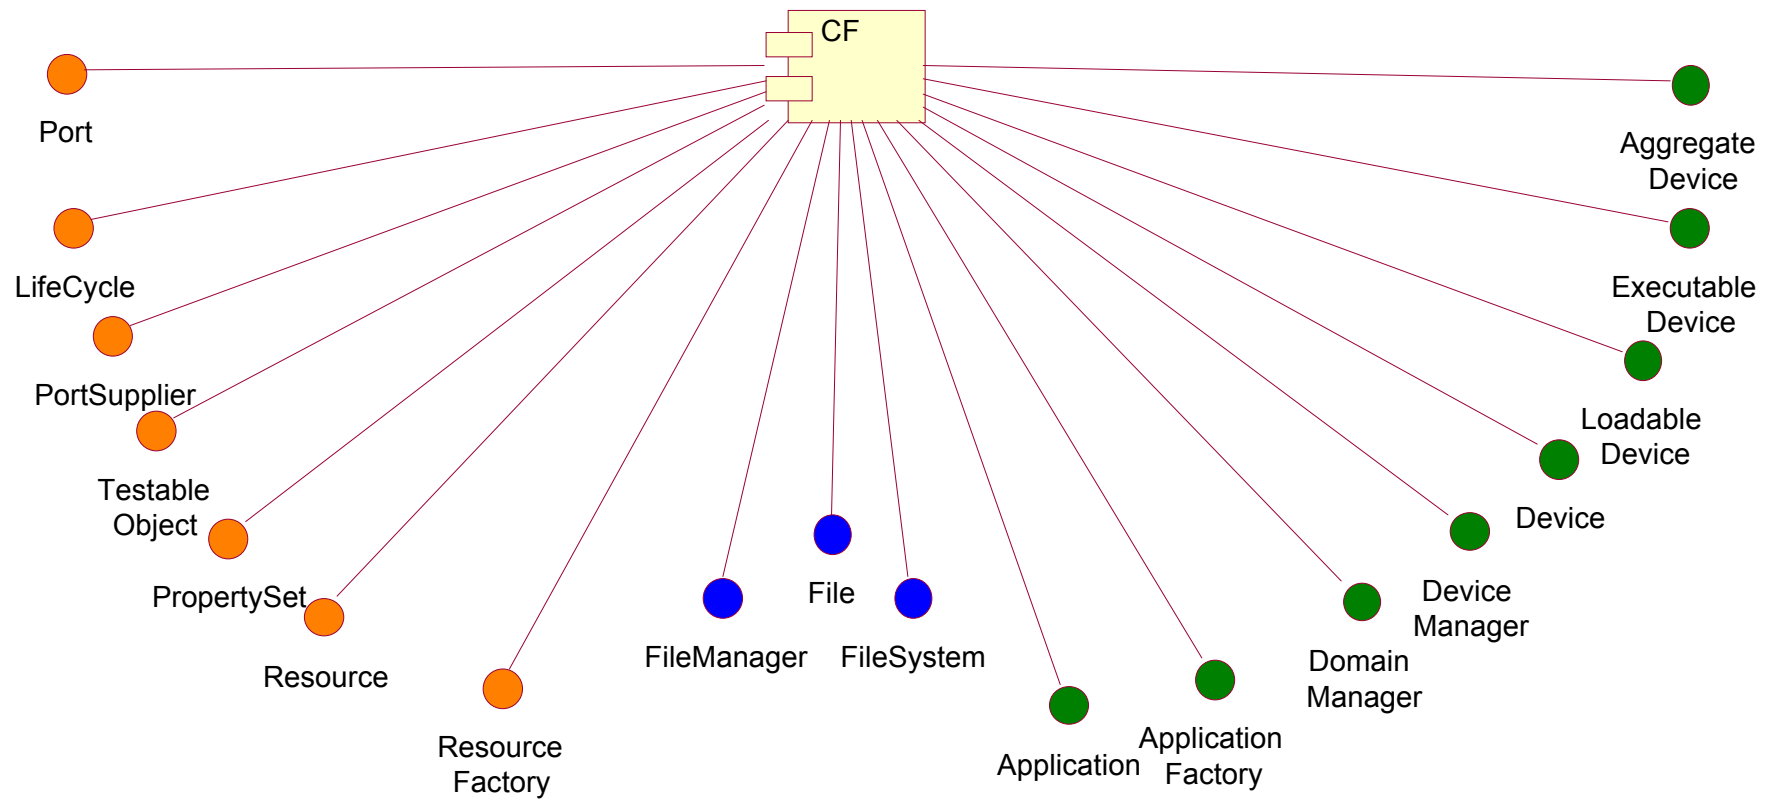 CF
Port
LifeCycle
PortSupplier
Testable
Object
PropertySet
Resource
Resource
Factory
FileManager
File
FileSystem
Application
Application
Factory
Domain
Manager
Device
Manager
Device
Loadable
Device
Executable
Device
Aggregate
Device